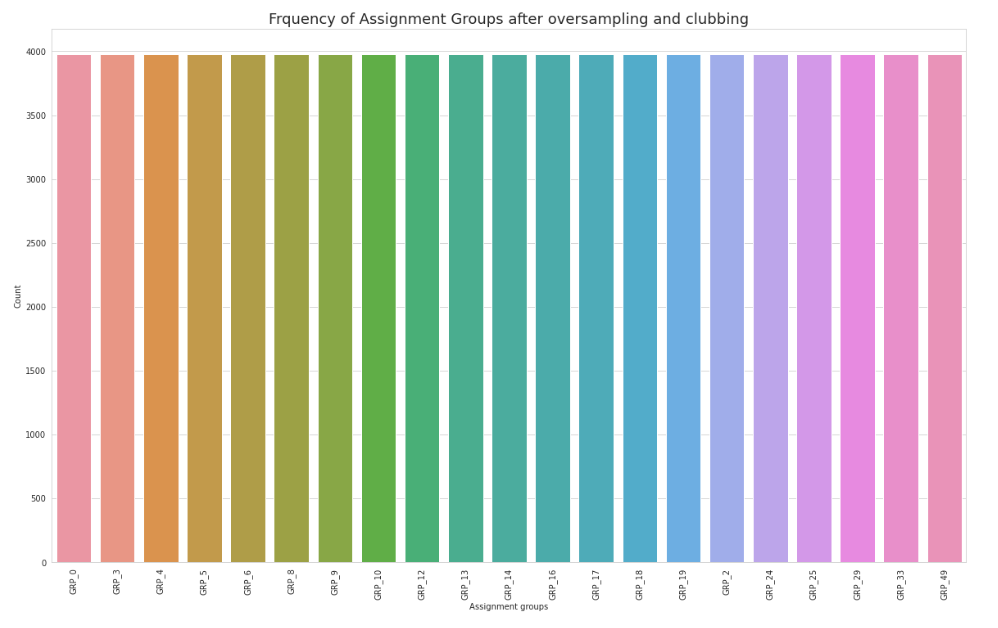 Frquency of Assignment Groups after oversampling and clubbing
4000
3500
3000
2500
2000
1500
1000
500
0
Count
GRP_0
GRP_3
GRP_4
GRP_5
GRP_6
GRP_8
GRP_9
GRP_10
GRP_12
GRP_13
GRP_14
GRP_16
GRP_17
GRP_18
GRP_19
GRP_2
GRP_24
GRP_25
GRP_29
GRP_33
GRP_49
Assignment groups